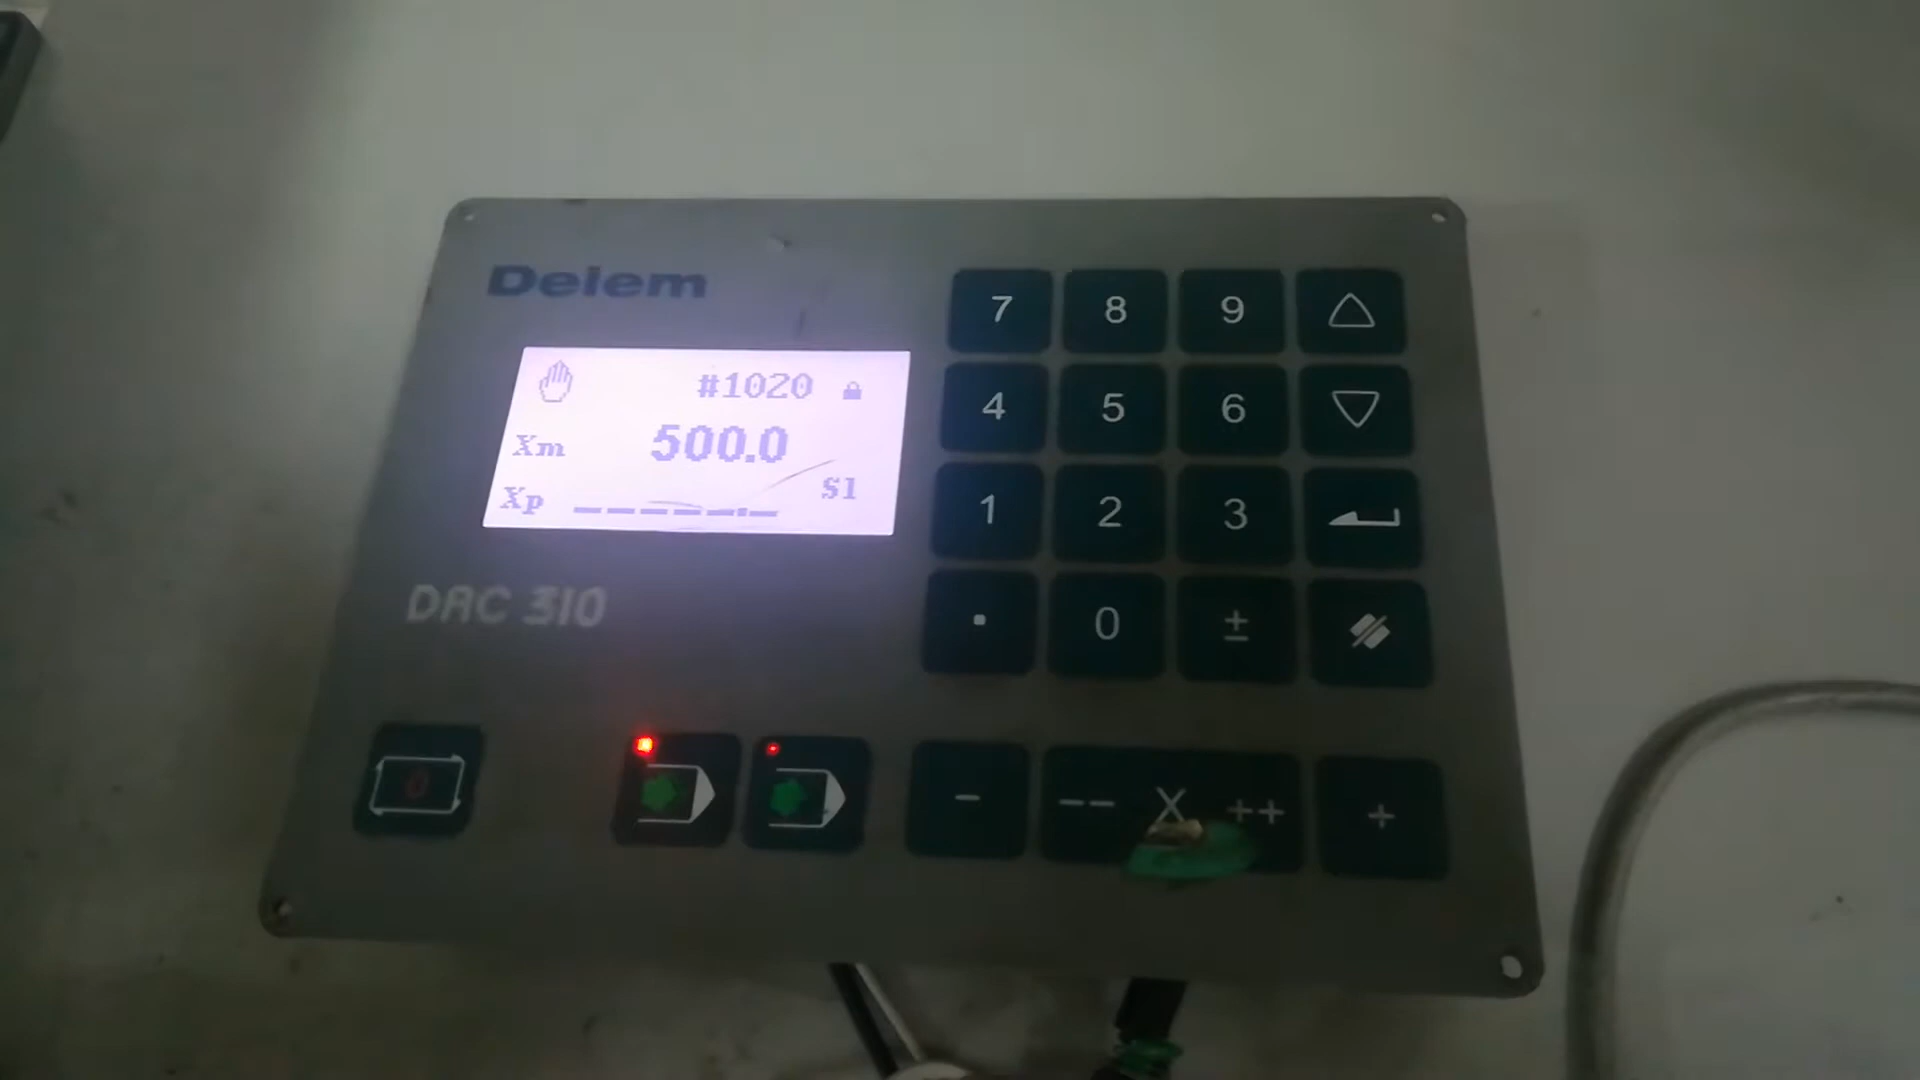 Delem
#1020
Xm 500.0
Xp S1
DAC 310
7 8 9
4 5 6
1 2 3
. 0 ±
0
- -- X ++ +